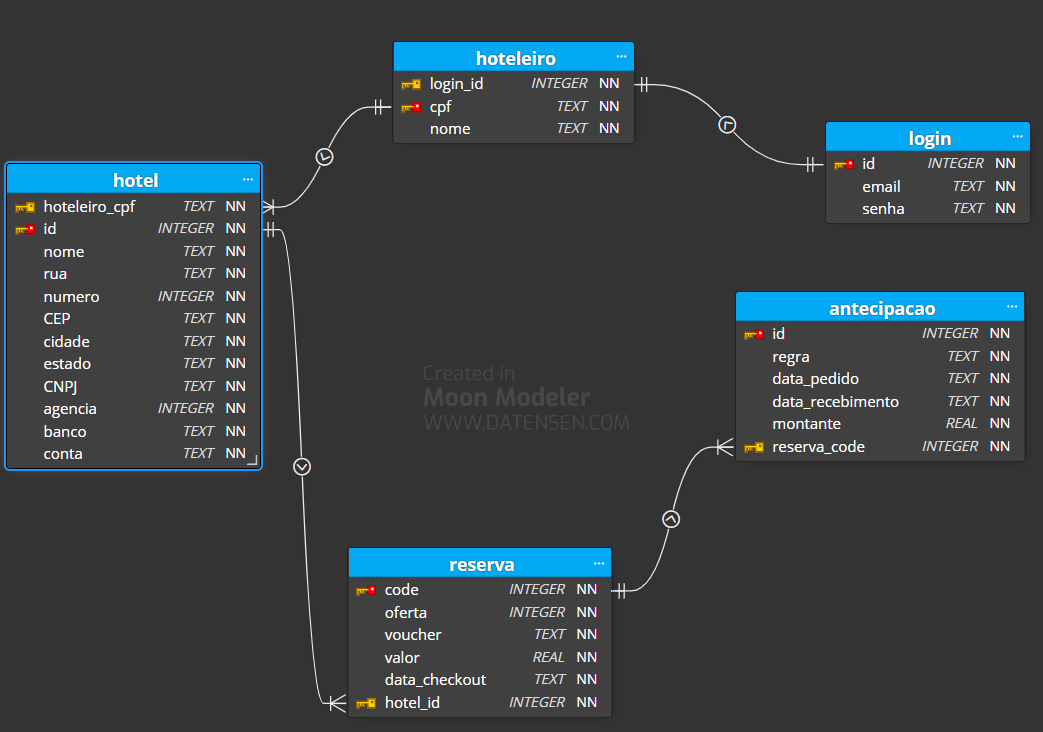 hoteleiro ...
login_id INTEGER NN
cpf TEXT NN
nome TEXT NN
login ...
id INTEGER NN
email TEXT NN
senha TEXT NN
hotel ...
hoteleiro_cpf TEXT NN
id INTEGER NN
nome TEXT NN
rua TEXT NN
numero INTEGER NN
CEP TEXT NN
cidade TEXT NN
estado TEXT NN
CNPJ TEXT NN
agencia INTEGER NN
banco TEXT NN
conta TEXT NN
antecipacao ...
id INTEGER NN
regra TEXT NN
data_pedido TEXT NN
data_recebimento TEXT NN
montante REAL NN
reserva_code INTEGER NN
Created in
Moon Modeler
WWW.DATENSEN.COM
reserva ...
code INTEGER NN
oferta INTEGER NN
voucher TEXT NN
valor REAL NN
data_checkout TEXT NN
hotel_id INTEGER NN